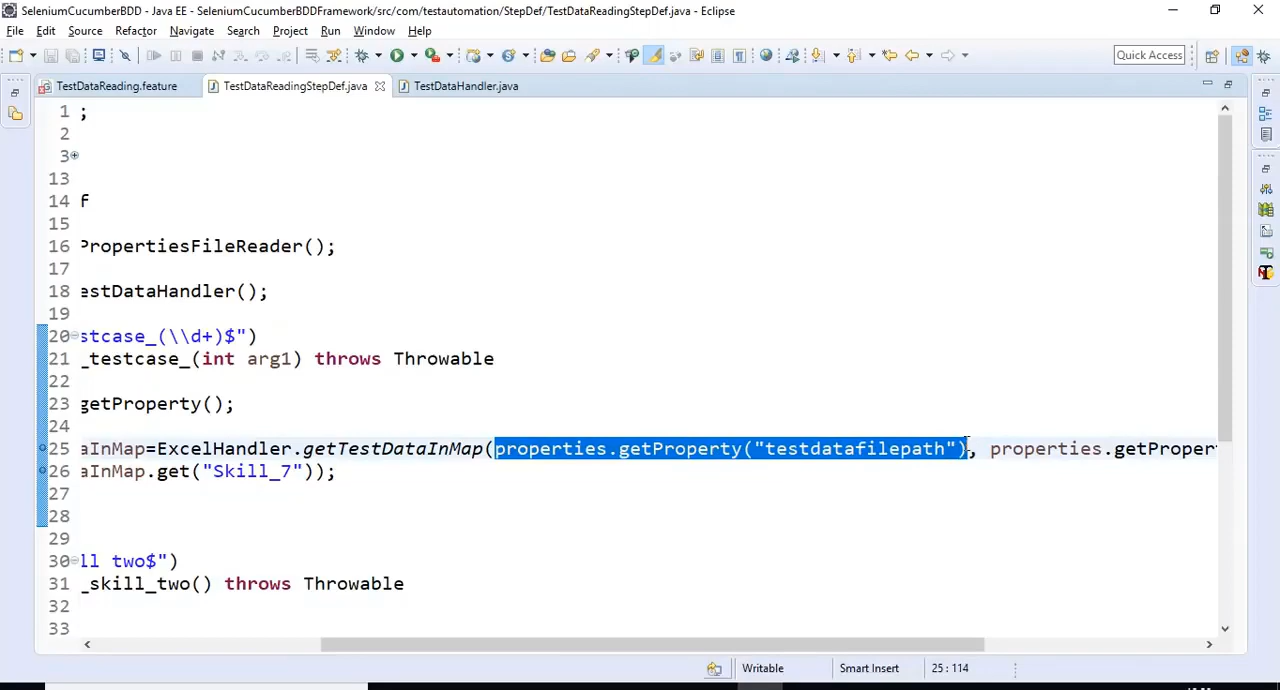 SeleniumCucumberBDD - Java EE - SeleniumCucumberBDDFramework/src/com/testautomation/StepDef/TestDataReadingStepDef.java - Eclipse
File Edit Source Refactor Navigate Search Project Run Window Help
Quick Access
TestDataReading.feature TestDataReadingStepDef.java TestDataHandler.java
1 ;
2
3
13
14 f
15
16 PropertiesFileReader();
17
18 estDataHandler();
19
20 stcase_(\\d+)$")
21 _testcase_(int arg1) throws Throwable
22
23 getProperty();
24
25 aInMap=ExcelHandler.getTestDataInMap(properties.getProperty("testdatafilepath"), properties.getProper
26 aInMap.get("Skill_7"));
27
28
29
30 ll two$")
31 _skill_two() throws Throwable
32
33
Writable Smart Insert 25 : 114